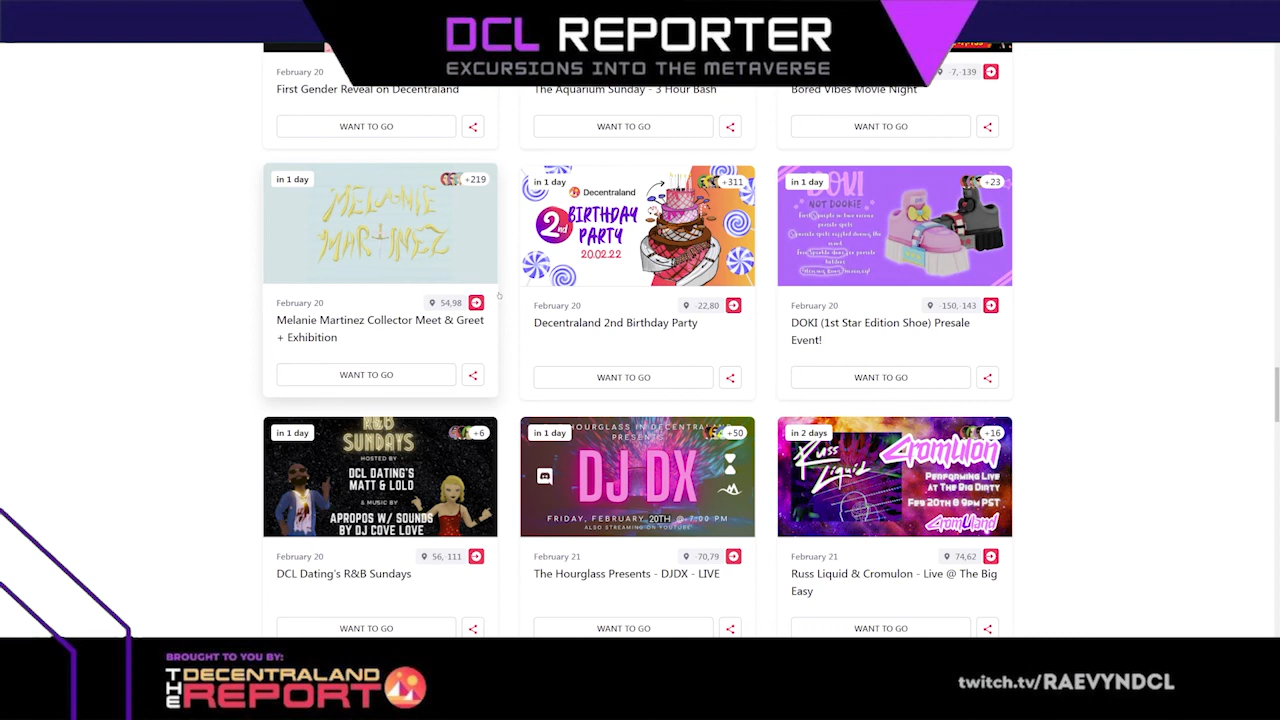 DCL REPORTER
EXCURSIONS INTO THE METAVERSE
February 20
First Gender Reveal on Decentraland
WANT TO GO
The Aquarium Sunday - 3 Hour Bash
WANT TO GO
-7,-139
Bored Vibes Movie Night
WANT TO GO
in 1 day
+219
MELANIE
MARTINEZ
February 20
54,98
Melanie Martinez Collector Meet & Greet
+ Exhibition
WANT TO GO
in 1 day
+311
Decentraland
2nd BIRTHDAY
PARTY
20.02.22
February 20
-22,80
Decentraland 2nd Birthday Party
WANT TO GO
in 1 day
+23
DOKI
NOT DOOKIE
February 20
-150,-143
DOKI (1st Star Edition Shoe) Presale
Event!
WANT TO GO
in 1 day
+6
R&B
SUNDAYS
HOSTED BY
DCL DATING'S
MATT & LOLO
& MUSIC BY
APROPOS W/ SOUNDS
BY DJ COVE LOVE
February 20
56,-111
DCL Dating's R&B Sundays
WANT TO GO
in 1 day
+50
HOURGLASS IN DECENTRAL
PRESENTS
DJ DX
FRIDAY, FEBRUARY 20TH @ 7:00 PM
ALSO STREAMING ON YOUTUBE
February 21
-70,79
The Hourglass Presents - DJDX - LIVE
WANT TO GO
in 2 days
+16
Russ Liquid
Cromulon
Performing Live
at The Big Dirty
Feb 20th @ 9pm PST
Cromuland
February 21
74,62
Russ Liquid & Cromulon - Live @ The Big
Easy
WANT TO GO
BROUGHT TO YOU BY:
THE DECENTRALAND
REPORT
twitch.tv/RAEVYNDCL